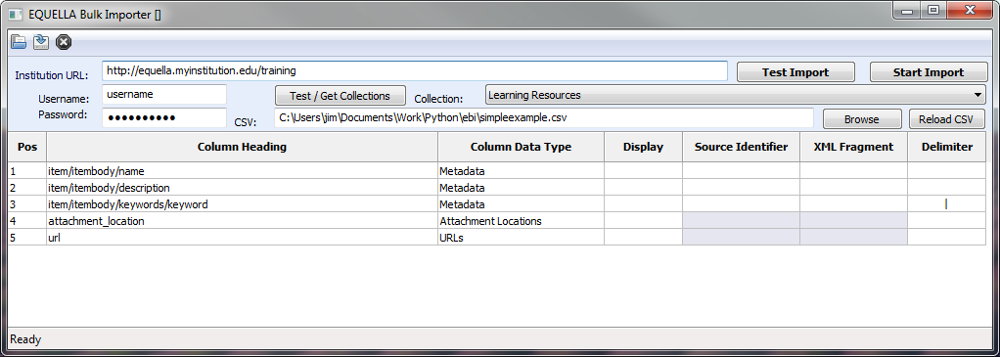 EQUELLA Bulk Importer []
Institution URL: http://equella.myinstitution.edu/training Test Import Start Import
Username: username Test / Get Collections Collection: Learning Resources
Password: ●●●●●●●●●● CSV: C:\Users\jim\Documents\Work\Python\ebi\simpleexample.csv Browse Reload CSV
Pos Column Heading Column Data Type Display Source Identifier XML Fragment Delimiter
1 item/itembody/name Metadata
2 item/itembody/description Metadata
3 item/itembody/keywords/keyword Metadata |
4 attachment_location Attachment Locations
5 url URLs
Ready